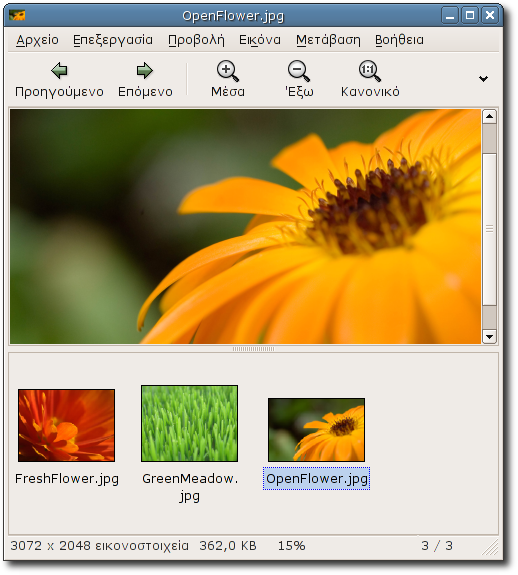 OpenFlower.jpg
Αρχείο Επεξεργασία Προβολή Εικόνα Μετάβαση Βοήθεια
Προηγούμενο Επόμενο Μέσα Έξω Κανονικό
FreshFlower.jpg GreenMeadow. OpenFlower.jpg
jpg
3072 x 2048 εικονοστοιχεία 362,0 KB 15% 3 / 3